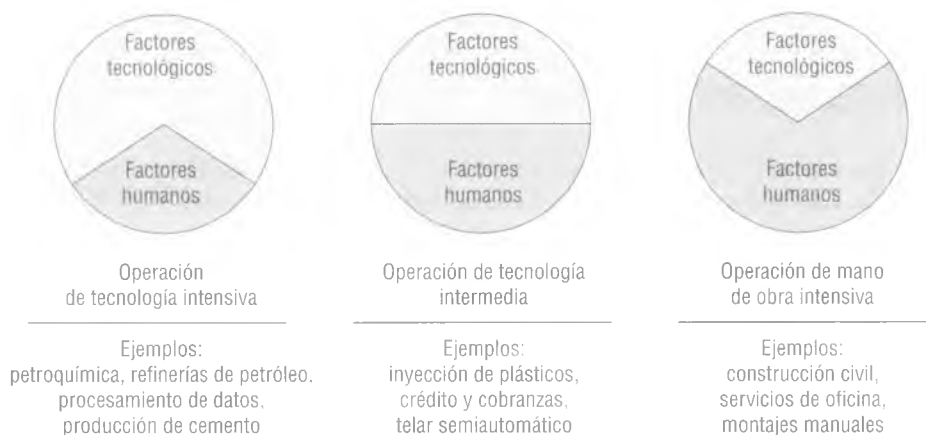 Factores
tecnológicos
Factores
humanos
Operación
de tecnología intensiva
Ejemplos:
petroquímica, refinerías de petróleo.
procesamiento de datos,
producción de cemento
Factores
tecnológicos
Factores
humanos
Operación de tecnología
intermedia
Ejemplos:
inyección de plásticos,
crédito y cobranzas,
telar semiautomático
Factores
tecnológicos
Factores
humanos
Operación de mano
de obra intensiva
Ejemplos:
construcción civil,
servicios de oficina,
montajes manuales